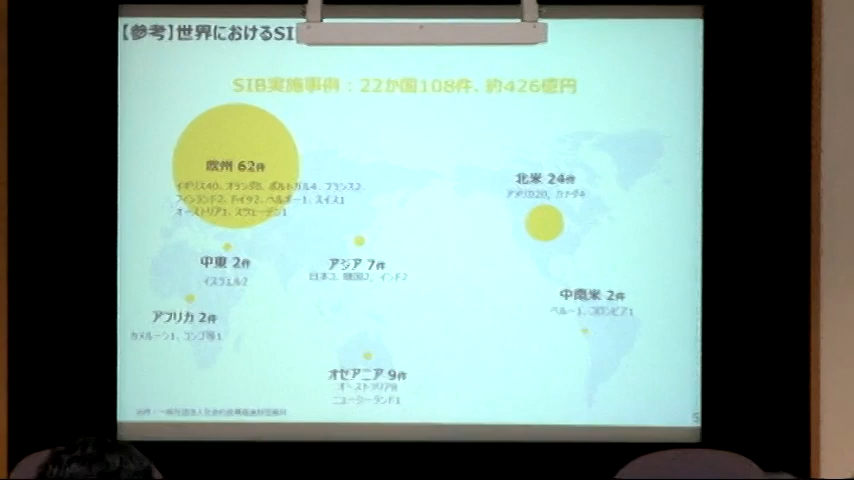 【参考】世界におけるSI
SIB実施事例：22か国108件、約426億円
欧州 62件
イギリス40、オランダ8、ポルトガル4、フランス2、
フィンランド2、ドイツ2、ベルギー1、スイス1
オーストリア1、スウェーデン1
北米 24件
アメリカ20、カナダ4
中東 2件
イスラエル2
アジア 7件
日本3、韓国2、インド2
中南米 2件
ペルー1、コロンビア1
アフリカ 2件
カメルーン1、コンゴ等1
オセアニア 9件
オーストラリア8
ニュージーランド1
5